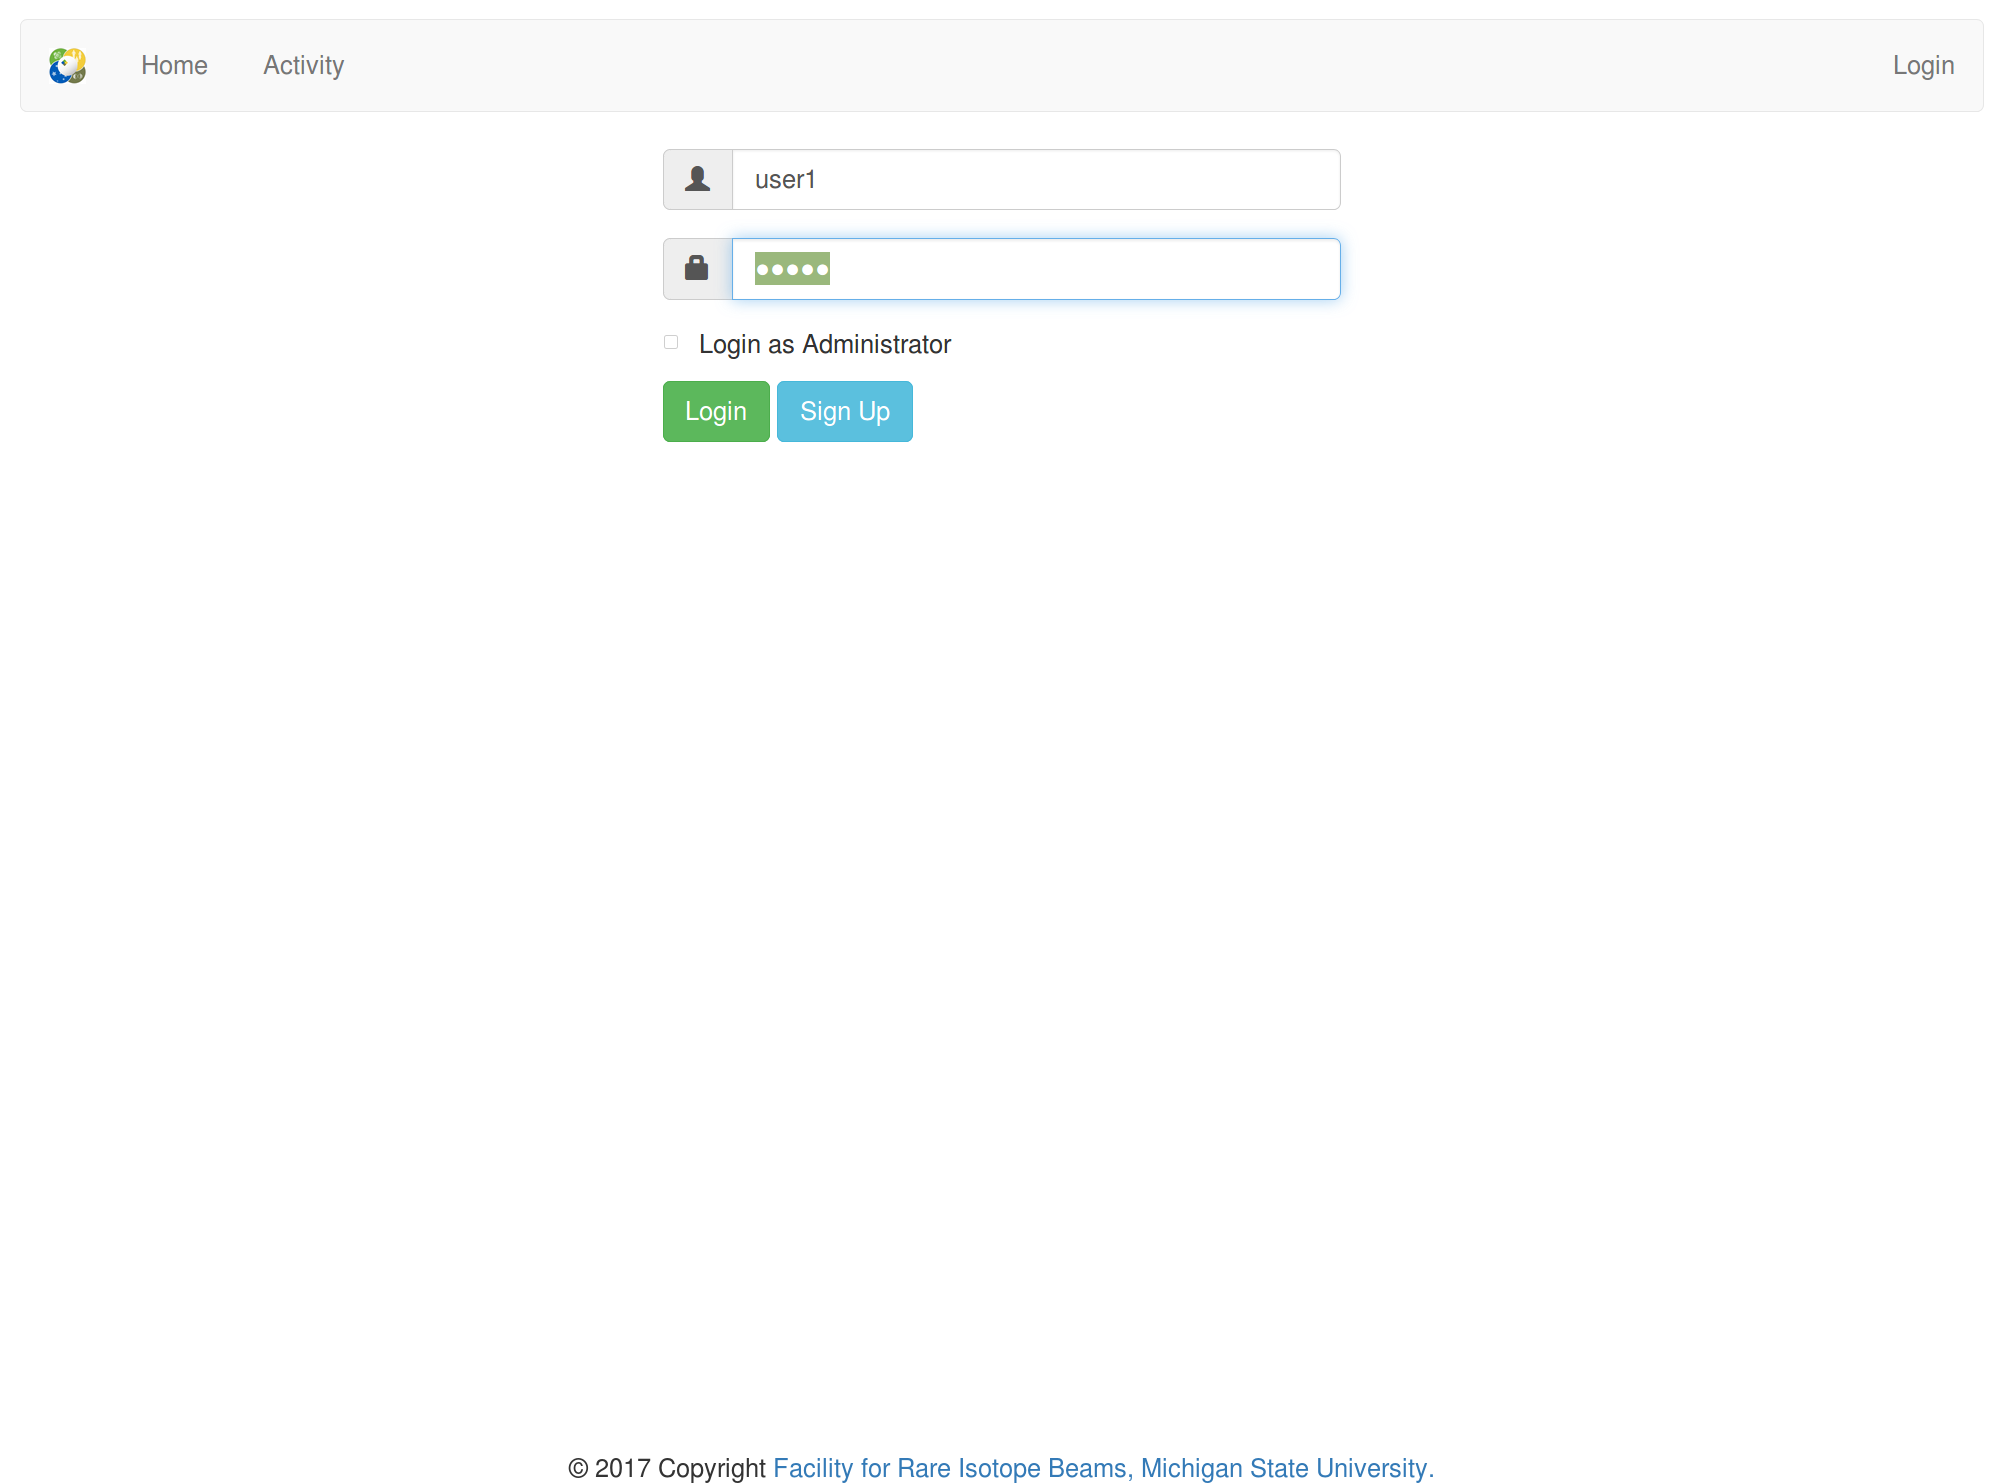 Home Activity Login
user1
•••••
Login as Administrator
Login Sign Up
© 2017 Copyright Facility for Rare Isotope Beams, Michigan State University.